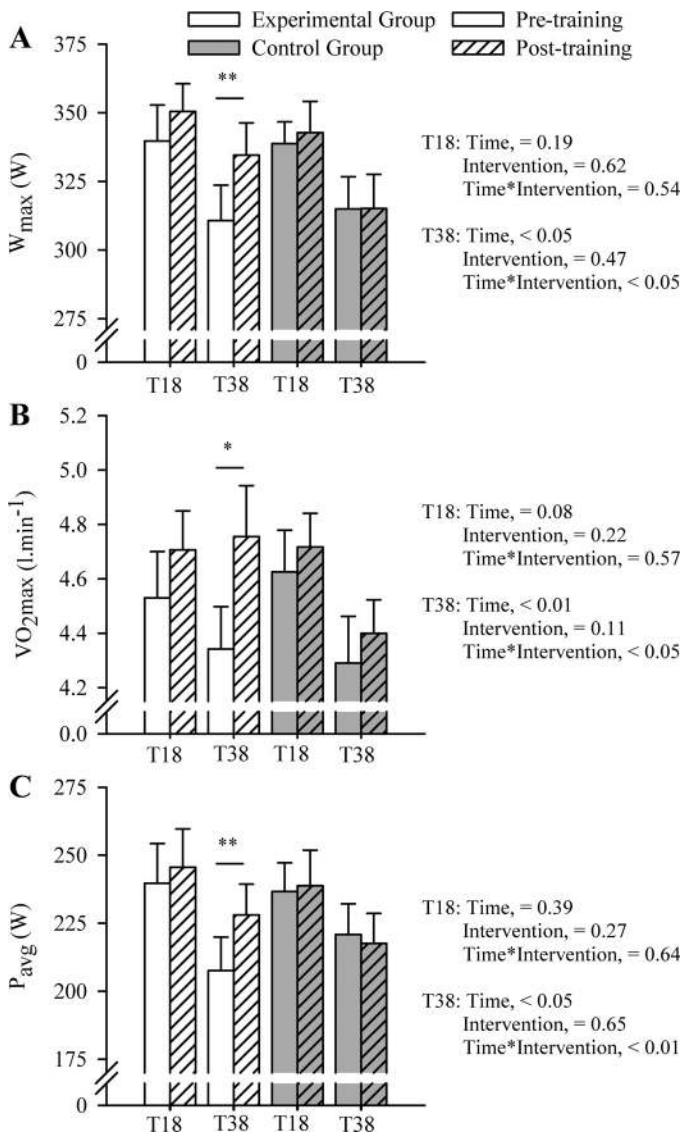 Experimental Group Pre-training
Control Group Post-training
A
375
350
325
300
275
0
W_max (W)
**
T18 T38 T18 T38
T18: Time, = 0.19
Intervention, = 0.62
Time*Intervention, = 0.54
T38: Time, < 0.05
Intervention, = 0.47
Time*Intervention, < 0.05
B
5.2
5.0
4.8
4.6
4.4
4.2
0.0
VO₂max (l.min⁻¹)
*
T18 T38 T18 T38
T18: Time, = 0.08
Intervention, = 0.22
Time*Intervention, = 0.57
T38: Time, < 0.01
Intervention, = 0.11
Time*Intervention, < 0.05
C
275
250
225
200
175
0
P_avg (W)
**
T18 T38 T18 T38
T18: Time, = 0.39
Intervention, = 0.27
Time*Intervention, = 0.64
T38: Time, < 0.05
Intervention, = 0.65
Time*Intervention, < 0.01